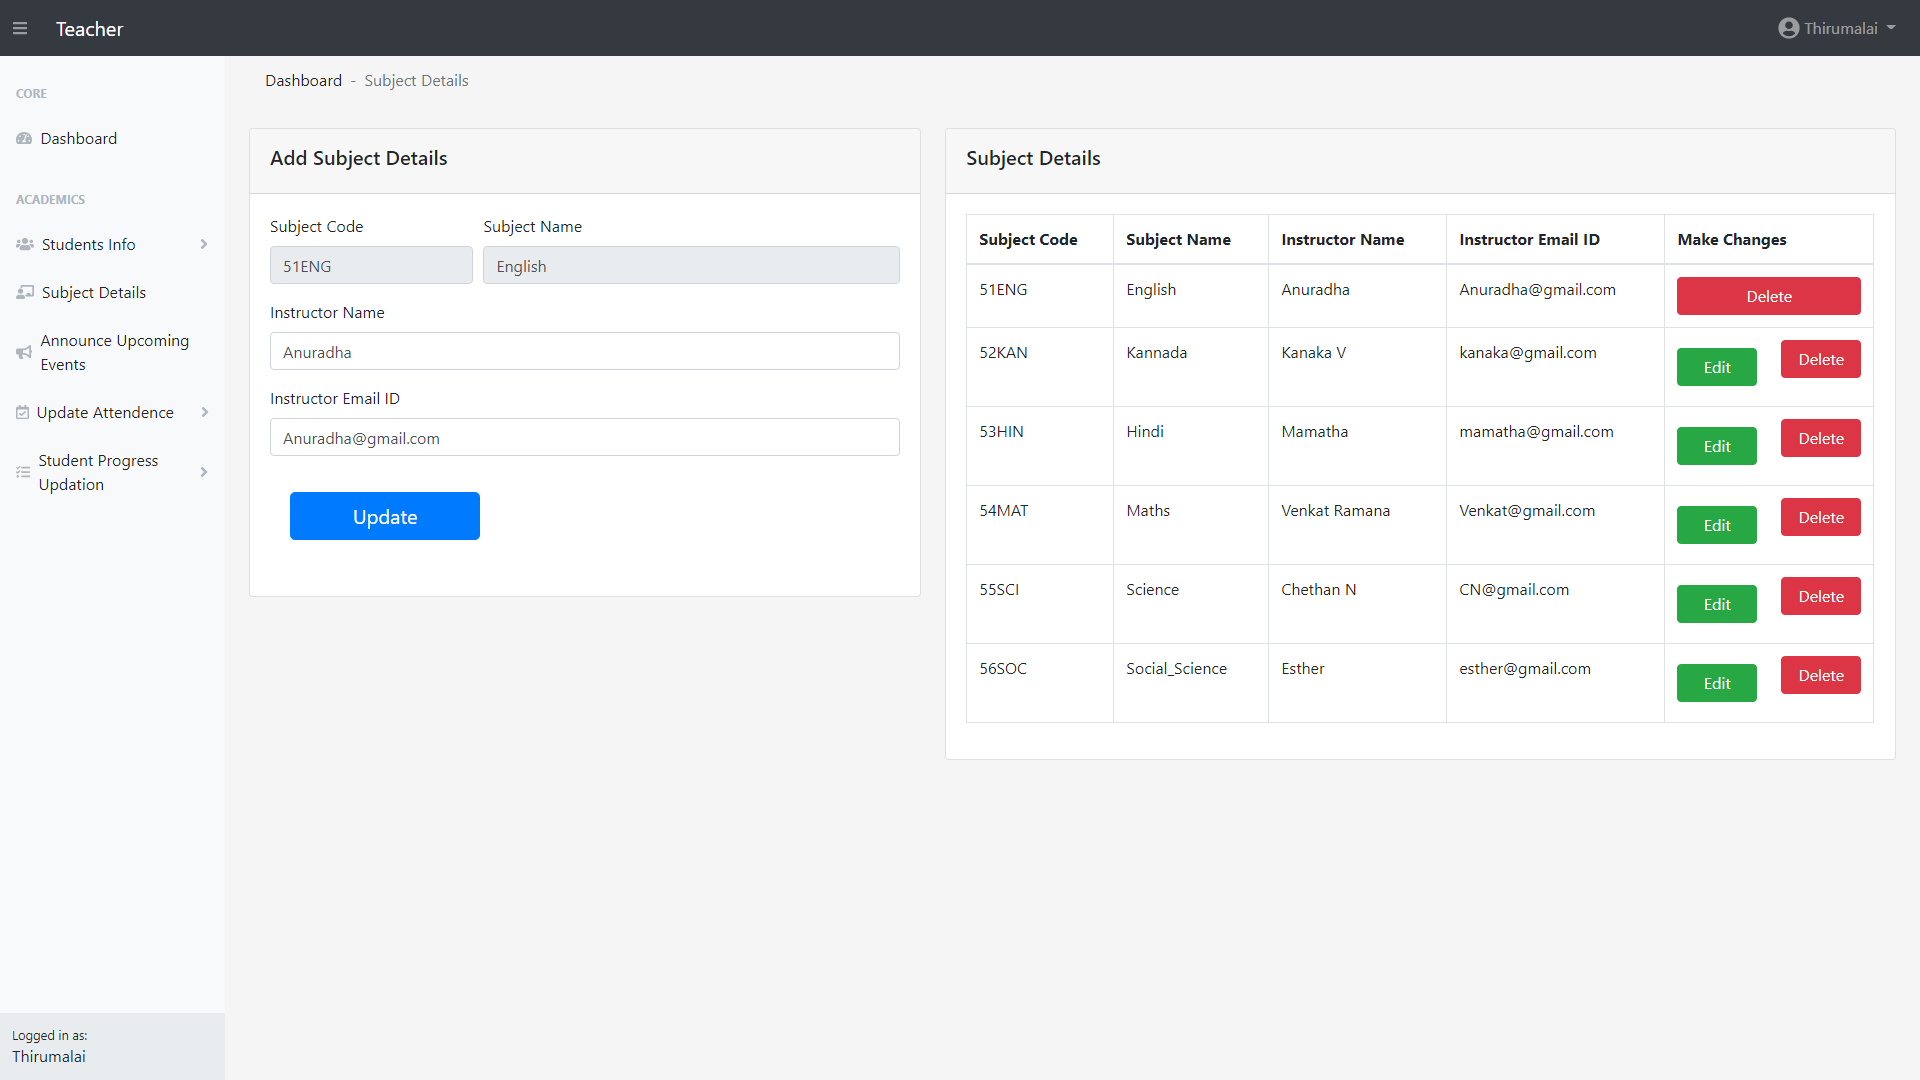 Teacher
Thirumalai
CORE
Dashboard
ACADEMICS
Students Info
Subject Details
Announce Upcoming
Events
Update Attendence
Student Progress
Updation
Logged in as:
Thirumalai
Dashboard - Subject Details
Add Subject Details
Subject Code Subject Name
51ENG English
Instructor Name
Anuradha
Instructor Email ID
Anuradha@gmail.com
Update
Subject Details
Subject Code Subject Name Instructor Name Instructor Email ID Make Changes
51ENG English Anuradha Anuradha@gmail.com Delete
52KAN Kannada Kanaka V kanaka@gmail.com Edit Delete
53HIN Hindi Mamatha mamatha@gmail.com Edit Delete
54MAT Maths Venkat Ramana Venkat@gmail.com Edit Delete
55SCI Science Chethan N CN@gmail.com Edit Delete
56SOC Social_Science Esther esther@gmail.com Edit Delete